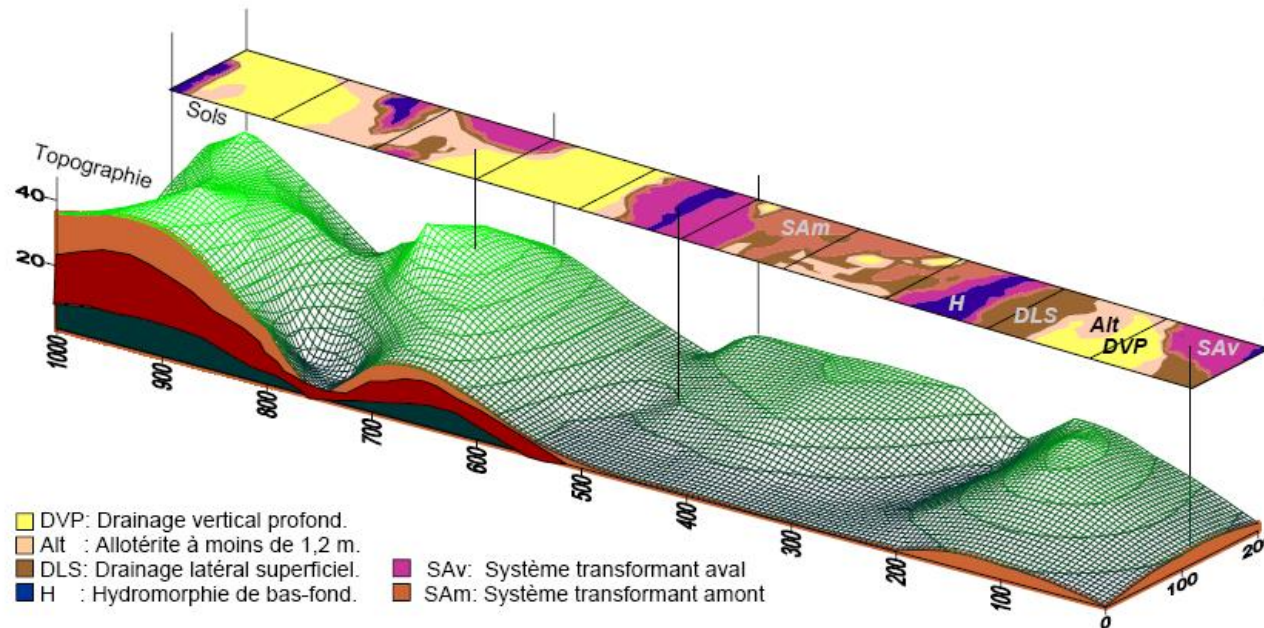 Sols
Topographie
40
20
1000
900
800
700
600
500
400
300
200
100
0
100
20
SAm
H
DLS
Alt
DVP
SAv
DVP: Drainage vertical profond.
Alt : Allotérite à moins de 1,2 m.
DLS: Drainage latéral superficiel.
H : Hydromorphie de bas-fond.
SAv: Système transformant aval
SAm: Système transformant amont